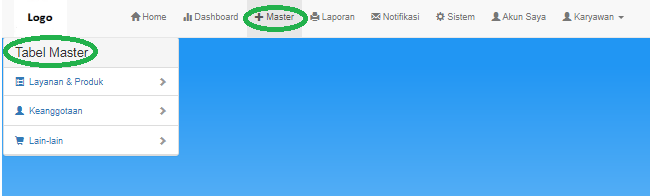 Logo
Home Dashboard Master Laporan Notifikasi Sistem Akun Saya Karyawan
Tabel Master
Layanan & Produk
Keanggotaan
Lain-lain